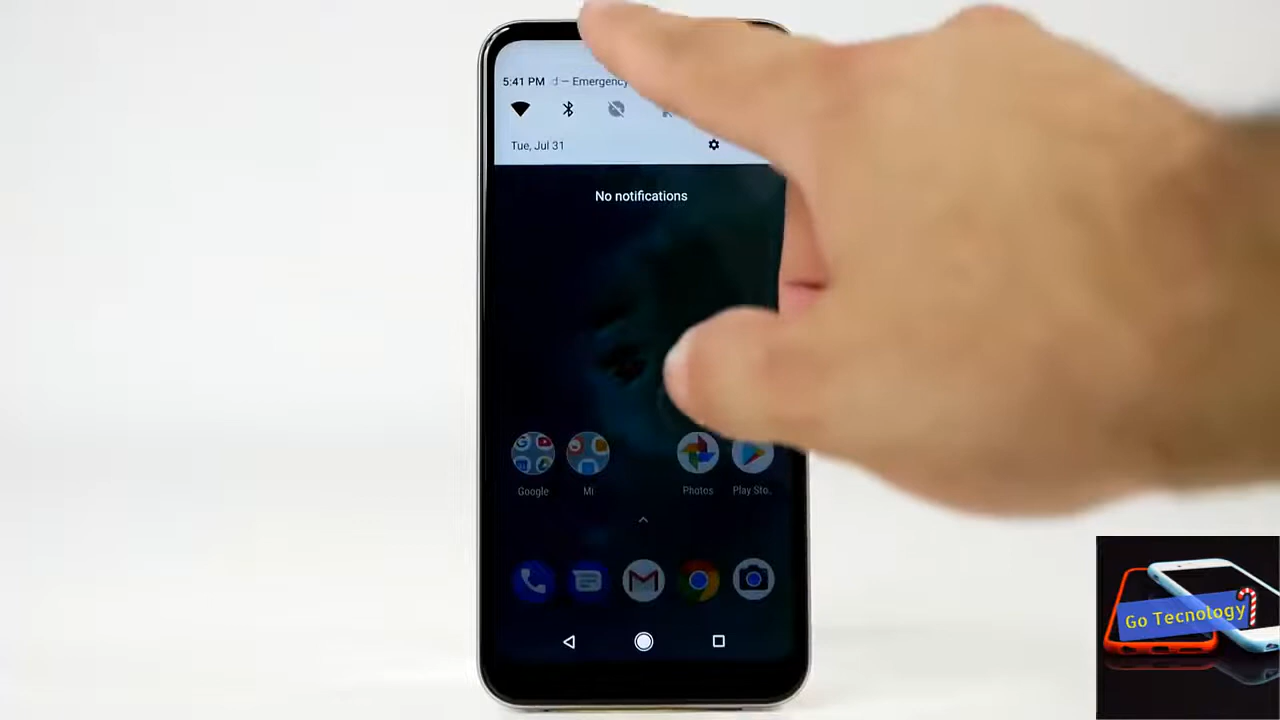 5:41 PM d — Emergency
Tue, Jul 31
No notifications
Google Mi Photos Play Sto..
Go Tecnology